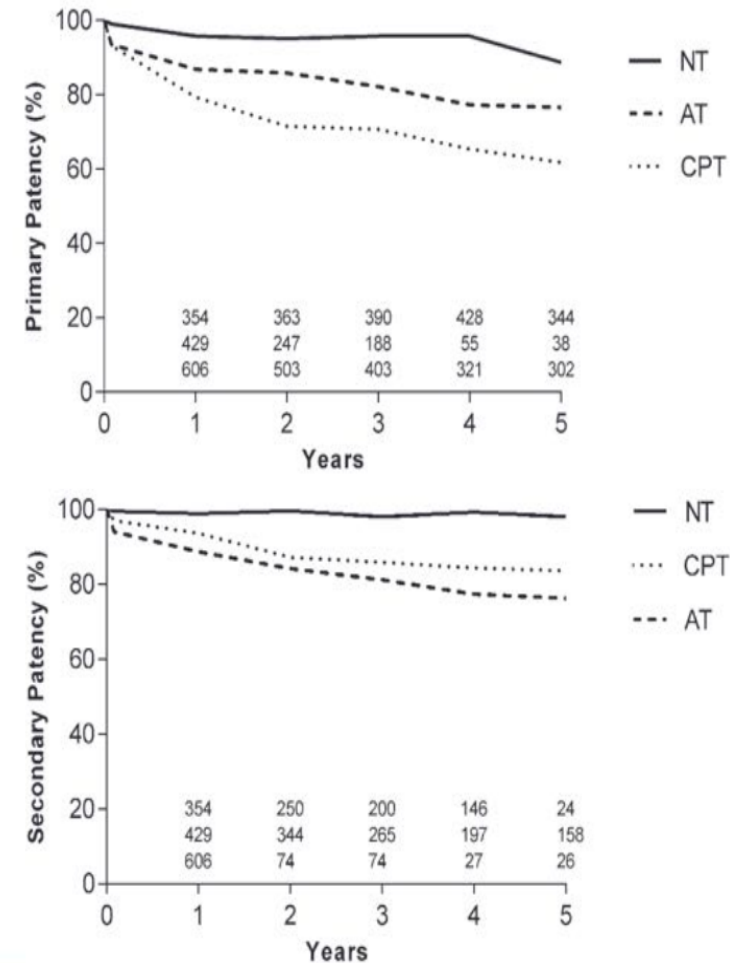 100
80
60
40
20
0
Primary Patency (%)
NT
AT
CPT
354 363 390 428 344
429 247 188 55 38
606 503 403 321 302
0 1 2 3 4 5
Years
100
80
60
40
20
0
Secondary Patency (%)
NT
CPT
AT
354 250 200 146 24
429 344 265 197 158
606 74 74 27 26
0 1 2 3 4 5
Years